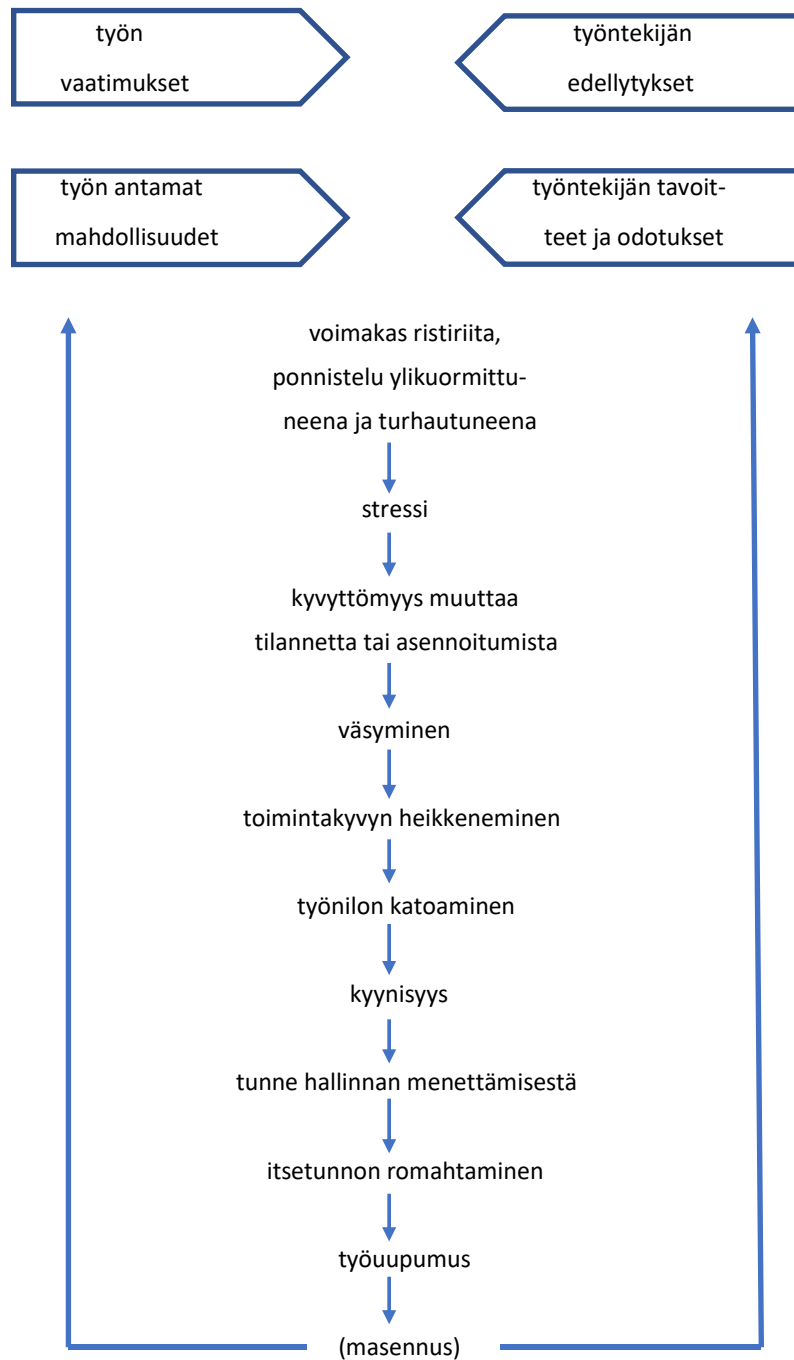 työn
vaatimukset
työntekijän
edellytykset
työn antamat
mahdollisuudet
työntekijän tavoit-
teet ja odotukset
voimakas ristiriita,
ponnistelu ylikuormittu-
neena ja turhautuneena
stressi
kyvyttömyys muuttaa
tilannetta tai asennoitumista
väsyminen
toimintakyvyn heikkeneminen
työnilon katoaminen
kyynisyys
tunne hallinnan menettämisestä
itsetunnon romahtaminen
työuupumus
(masennus)